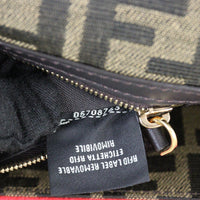 RFID LABEL REMOVABLE
ETICHETTA RFID
RIMOVIBILE